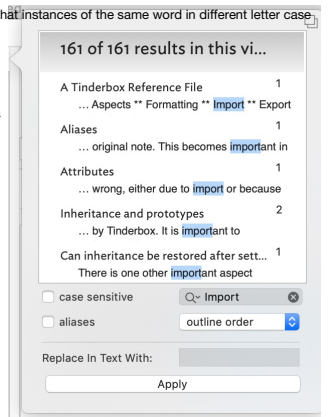 hat instances of the same word in different letter case
161 of 161 results in this vi...
A Tinderbox Reference File 1
... Aspects ** Formatting ** Import ** Export
Aliases 1
... original note. This becomes important in
Attributes 1
... wrong, either due to import or because
Inheritance and prototypes 2
... by Tinderbox. It is important to
Can inheritance be restored after sett... 1
There is one other important aspect
case sensitive
Import
aliases
outline order
Replace In Text With:
Apply